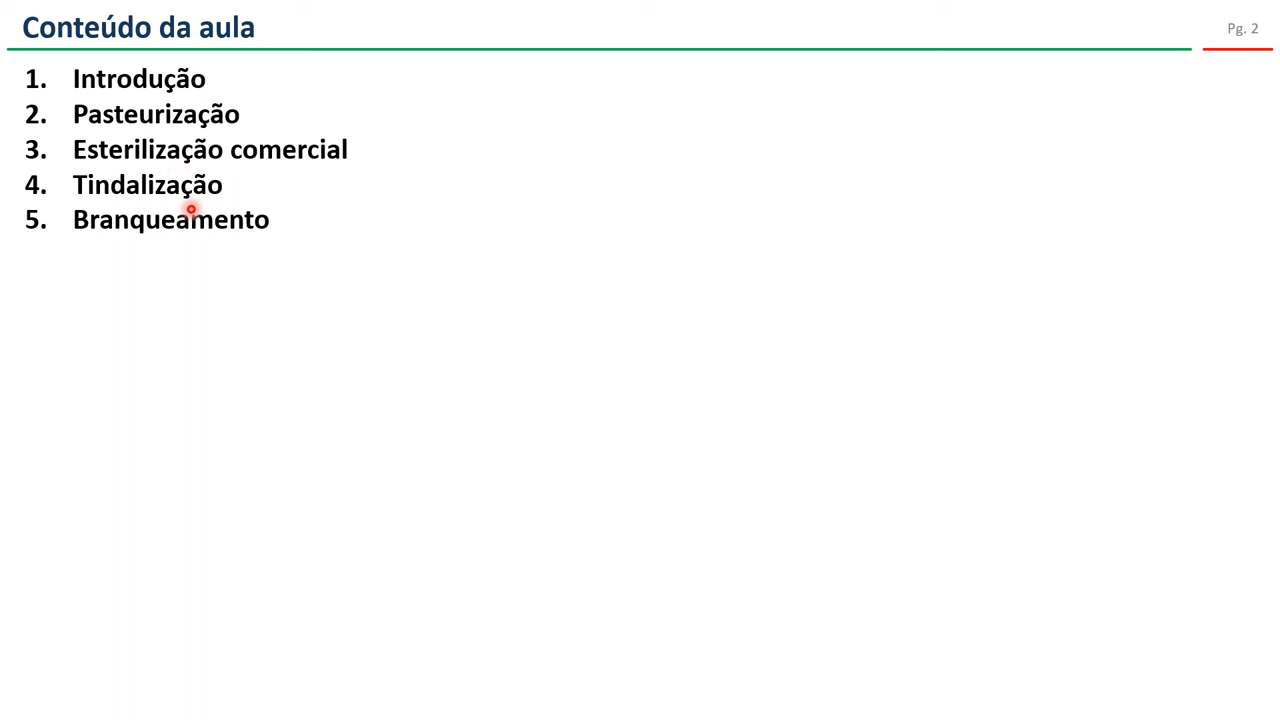 Conteúdo da aula
Pg. 2
1. Introdução
2. Pasteurização
3. Esterilização comercial
4. Tindalização
5. Branqueamento